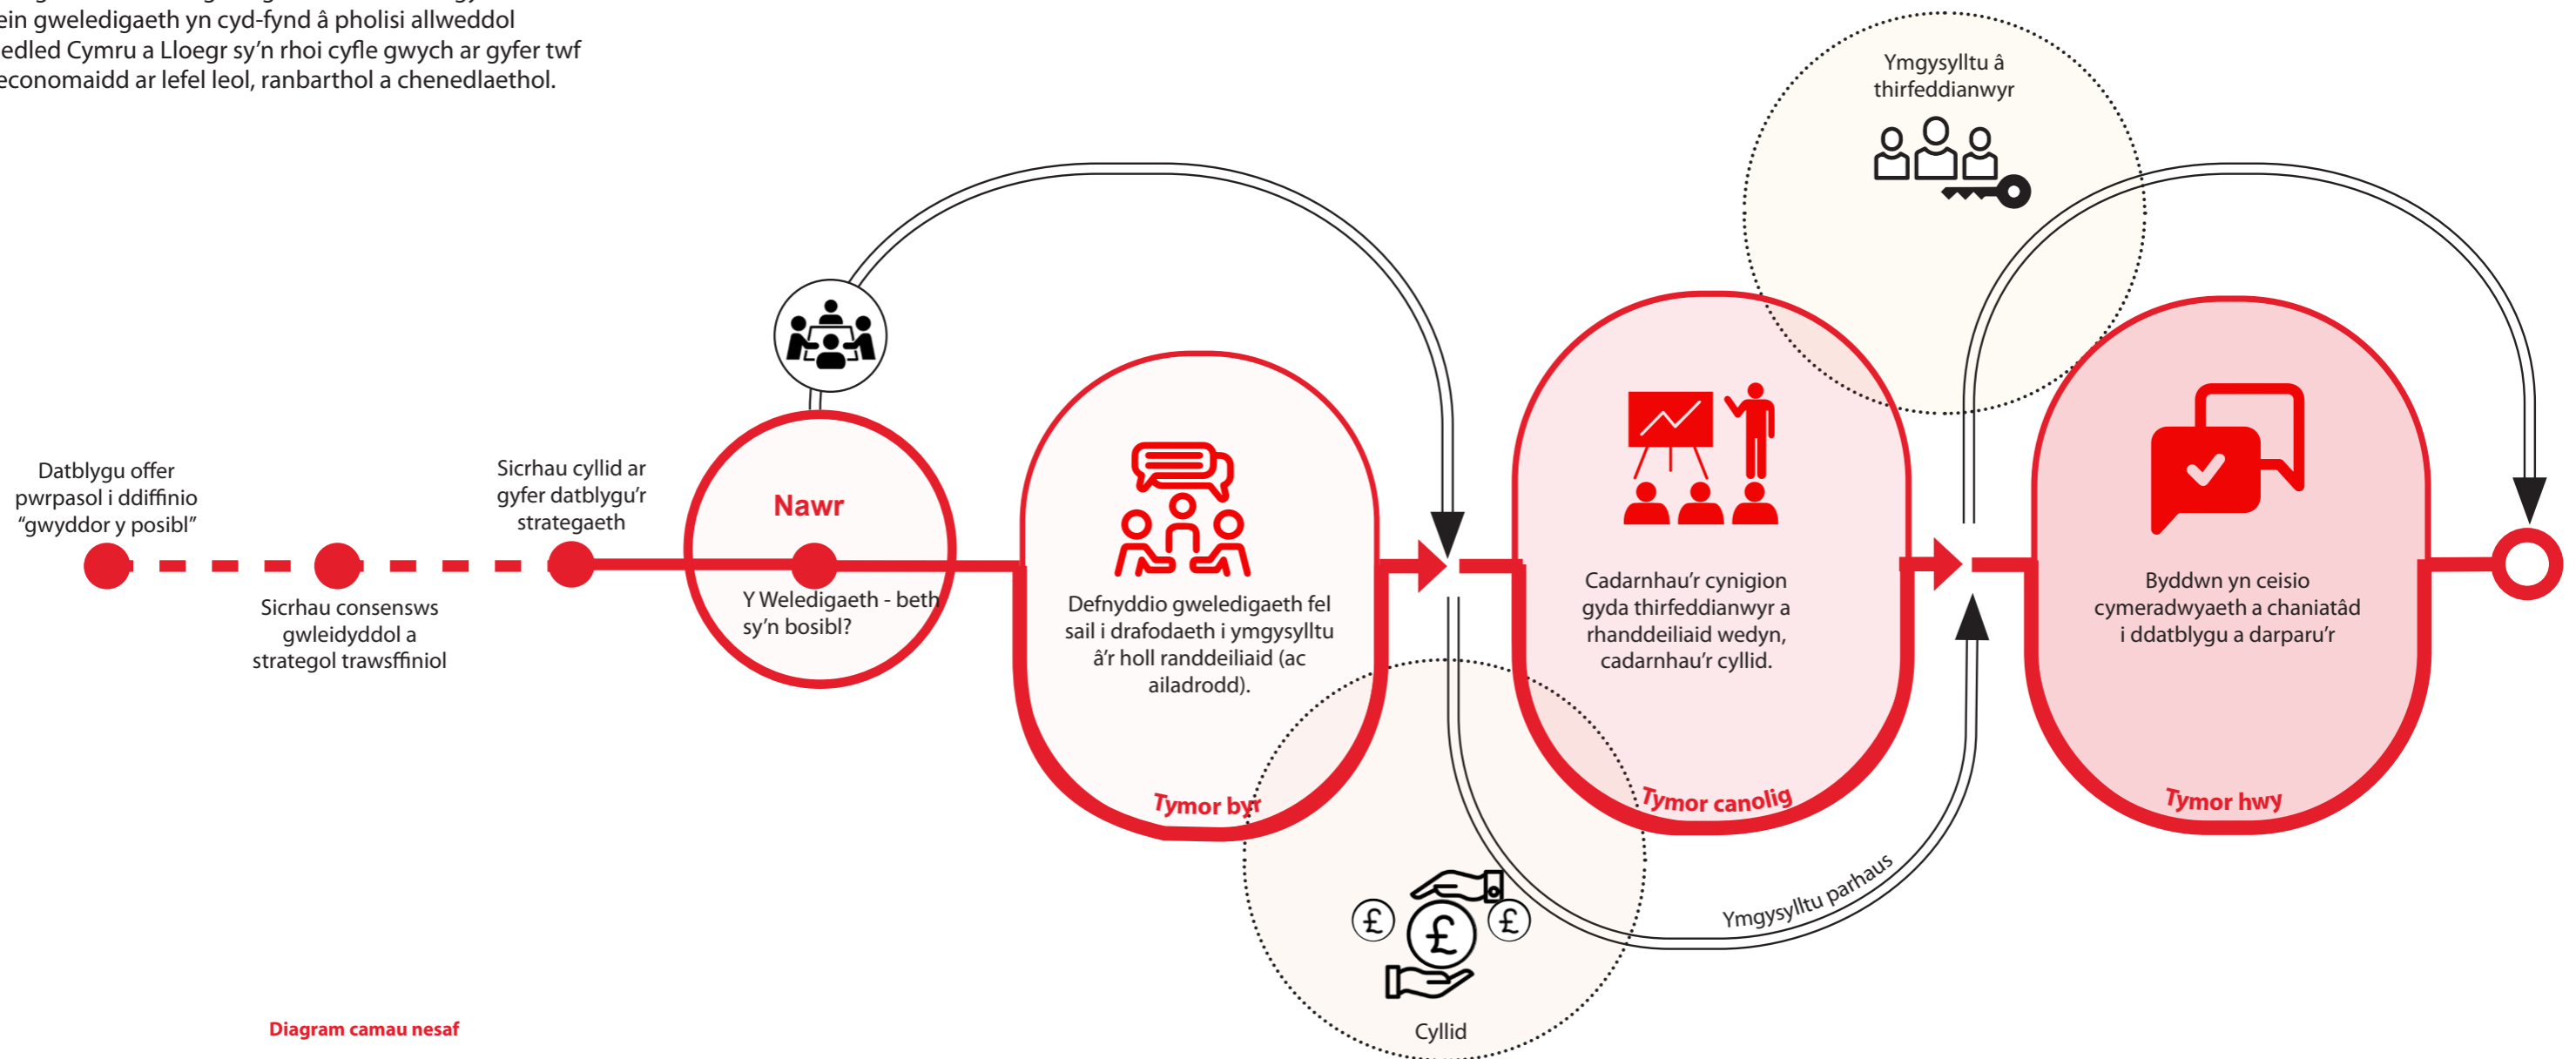 ein gweledigaeth yn cyd-fynd â pholisi allweddol
ledled Cymru a Lloegr sy'n rhoi cyfle gwych ar gyfer twf
economaidd ar lefel leol, ranbarthol a chenedlaethol.
Ymgysylltu â
thirfeddianwyr
Datblygu offer
pwrpasol i ddiffinio
“gwyddor y posibl”
Sicrhau consensws
gwleidyddol a
strategol trawsffiniol
Sicrhau cyllid ar
gyfer datblygu'r
strategaeth
Nawr
Y Weledigaeth - beth
sy'n bosibl?
Defnyddio gweledigaeth fel
sail i drafodaeth i ymgysylltu
â'r holl randdeiliaid (ac
ailadrodd).
Tymor byr
Cadarnhau'r cynigion
gyda thirfeddianwyr a
rhanddeiliaid wedyn,
cadarnhau'r cyllid.
Tymor canolig
Byddwn yn ceisio
cymeradwyaeth a chaniatâd
i ddatblygu a darparu'r
Tymor hwy
Ymgysylltu parhaus
£
£
£
Cyllid
Diagram camau nesaf